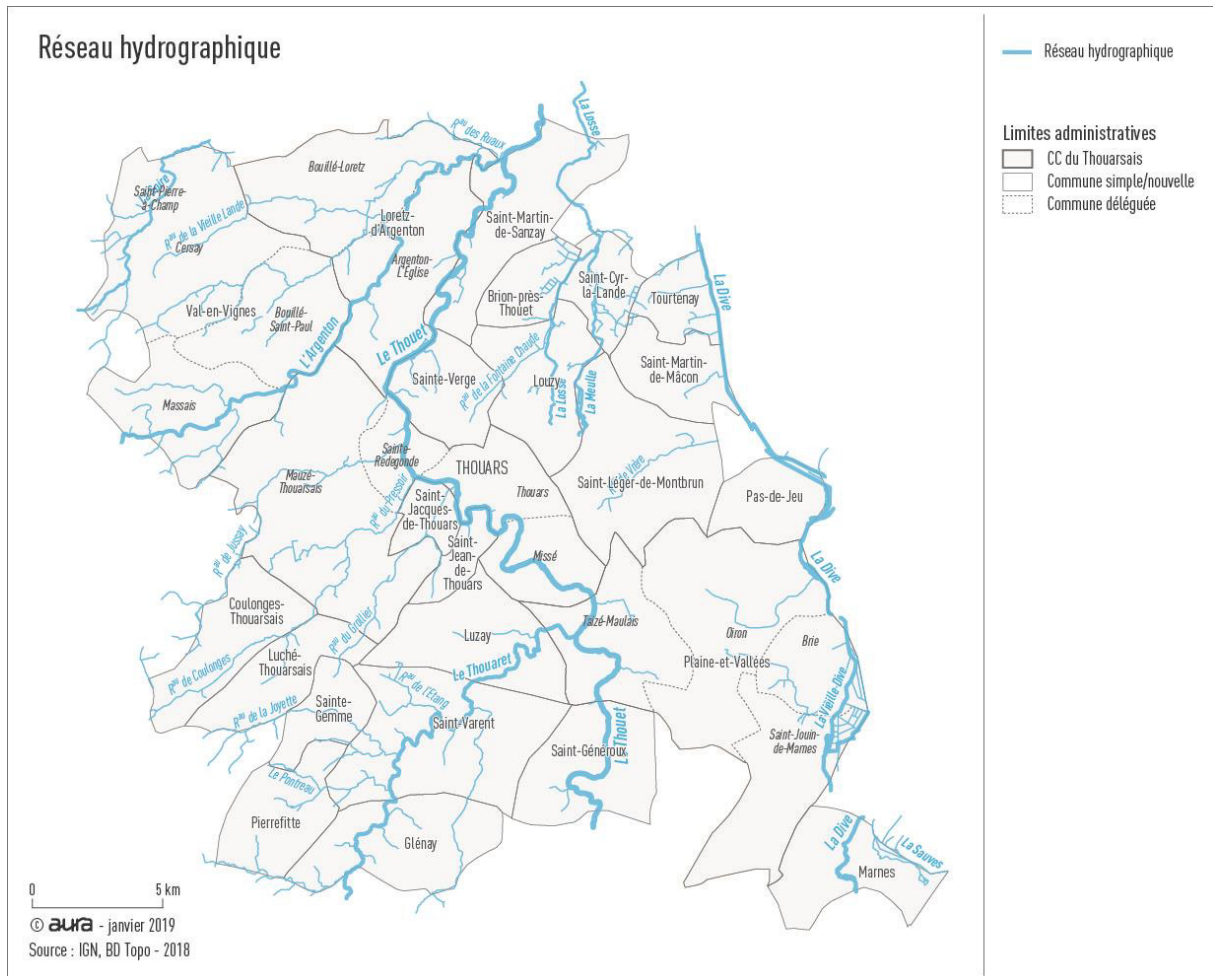 Réseau hydrographique
Réseau hydrographique
Limites administratives
CC du Thouarsais
Commune simple/nouvelle
Commune déléguée
La Losse
Rau des Ruaux
Bouillé-Loretz
Saint-Pierre-
à-Champ
Loretz-
d'Argenton
Saint-Martin-
de-Sanzay
Rau de la Vieille Lande
Cersay
Argenton-
L'Église
Saint-Cyr-
la-Lande
Tourtenay
La Dive
Brion-près-
Thouet
Val-en-Vignes
Bouillé-
Saint-Paul
L'Argenton
Le Thouet
Saint-Martin-
de-Mâcon
Sainte-Verge
Rau de la Fontaine Chaude
Louzy
La Losse
La Meulle
Massais
Sainte-
Radegonde
THOUARS
Mauzé-
Thouarsais
Thouars
Rau de Vrère
Saint-Léger-de-Montbrun
Pas-de-Jeu
Rau du Pressoir
Saint-
Jacques-
de-Thouars
Saint-
Jean-
de-
Thouars
Rau de Jussay
Missé
La Dive
Coulonges-
Thouarsais
Rau du Grollier
Luzay
Taizé-Maulais
Oiron
Brie
Luché-
Thouarsais
Rau de Coulonges
Le Thouaret
Plaine-et-Vallées
Rau de l'Etang
Sainte-
Gemme
Rau de la Joyette
Saint-Varent
La Vieille Dive
Saint-Jouin-
de-Marnes
Saint-Généroux
Le Thouet
Le Pontreau
Pierrefitte
Glénay
La Dive
La Sauves
Marnes
0 5 km
© aura - janvier 2019
Source : IGN, BD Topo - 2018